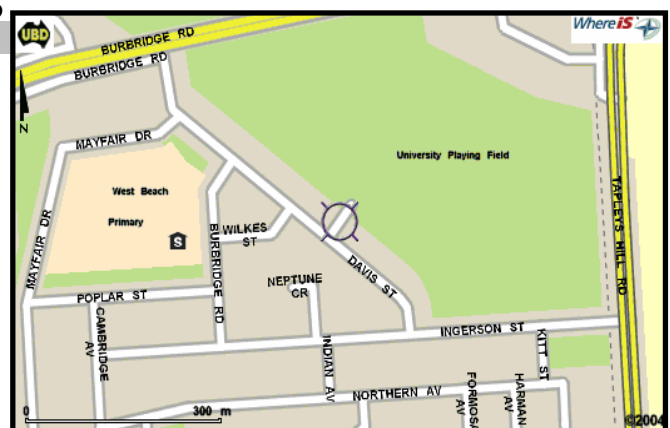 UBD
BURBRIDGE RD
BURBRIDGE RD
Whereis
N
MAYFAIR DR
University Playing Field
West Beach
Primary
S
MAYFAIR DR
BURBRIDGE RD
WILKES
ST
TAPLEYS HILL RD
DAVIS ST
NEPTUNE
CR
POPLAR ST
CAMBRIDGE
AV
INGERSON ST
INDIAN AV
KITT ST
NORTHERN AV
FORMOSA
AV
HARMAN
AV
0 300 m
©2004